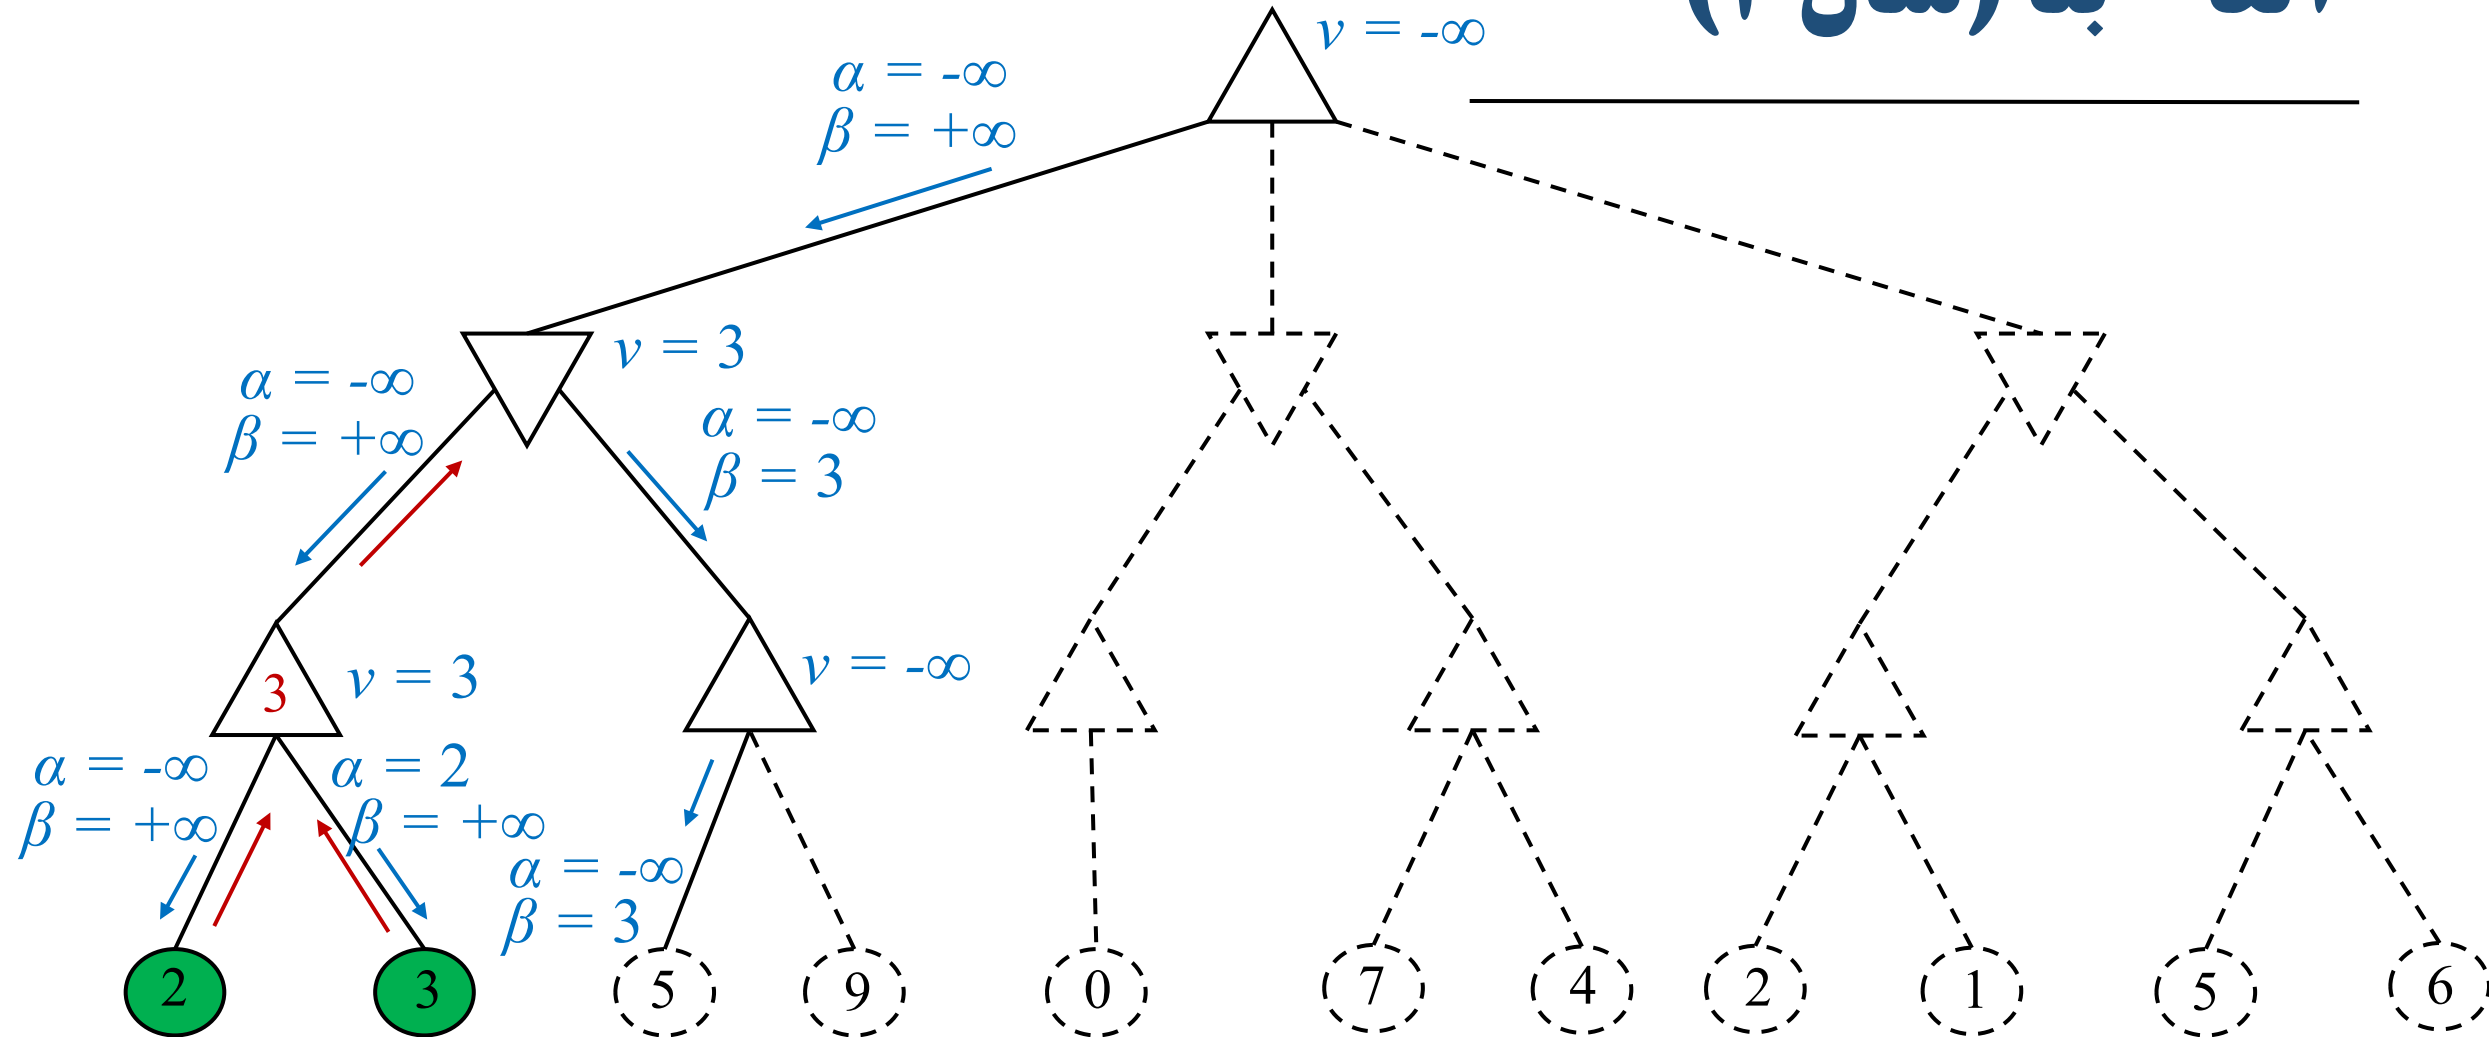 v = -∞
α = -∞
β = +∞
v = 3
α = -∞
β = +∞
α = -∞
β = 3
3
v = 3
v = -∞
α = -∞
β = +∞
α = 2
β = +∞
α = -∞
β = 3
2 3 5 9 0 7 4 2 1 5 6